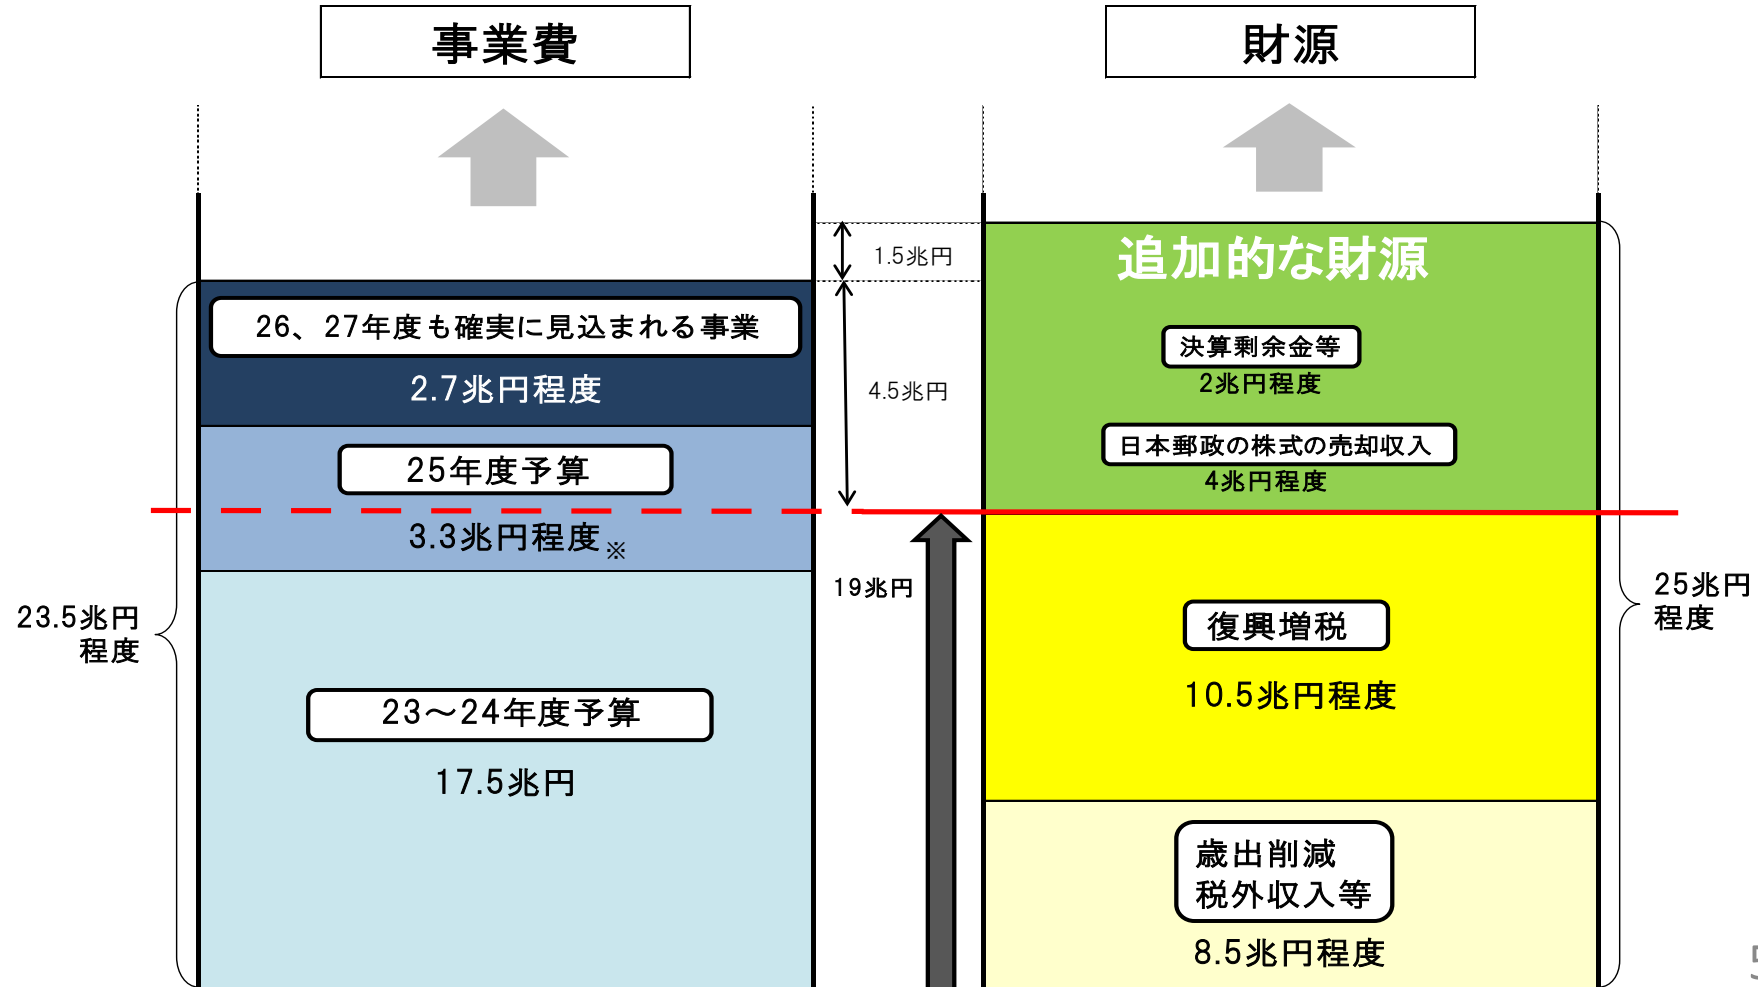 事業費
財源
26、27年度も確実に見込まれる事業
2.7兆円程度
25年度予算
3.3兆円程度※
23～24年度予算
17.5兆円
23.5兆円
程度
1.5兆円
4.5兆円
19兆円
追加的な財源
決算剰余金等
2兆円程度
日本郵政の株式の売却収入
4兆円程度
復興増税
10.5兆円程度
歳出削減
税外収入等
8.5兆円程度
25兆円
程度
5